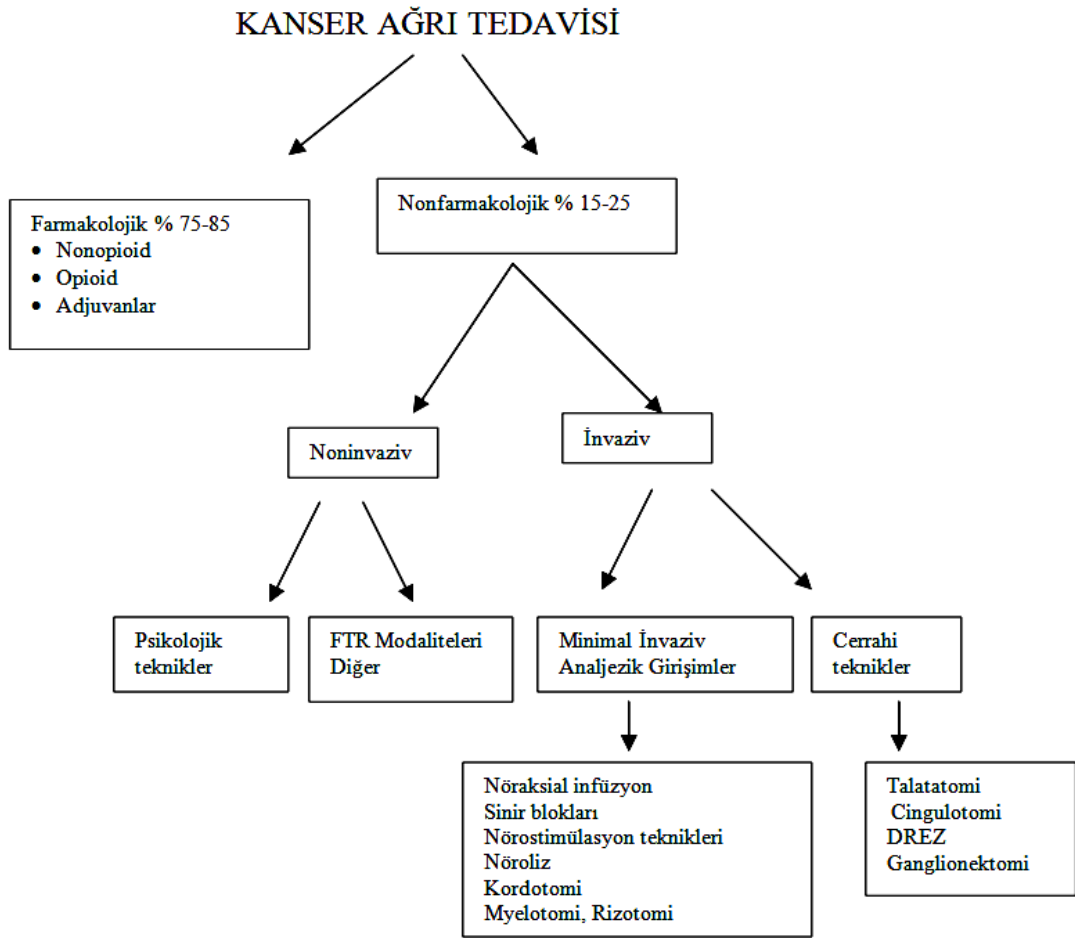 KANSER AĞRI TEDAVİSİ
Farmakolojik % 75-85
• Nonopioid
• Opioid
• Adjuvanlar
Nonfarmakolojik % 15-25
Noninvaziv
İnvaziv
Psikolojik
teknikler
FTR Modaliteleri
Diğer
Minimal İnvaziv
Analjezik Girişimler
Cerrahi
teknikler
Nöraksial infüzyon
Sinir blokları
Nörostimülasyon teknikleri
Nöroliz
Kordotomi
Myelotomi, Rizotomi
Talatatomi
Cingulotomi
DREZ
Ganglionektomi